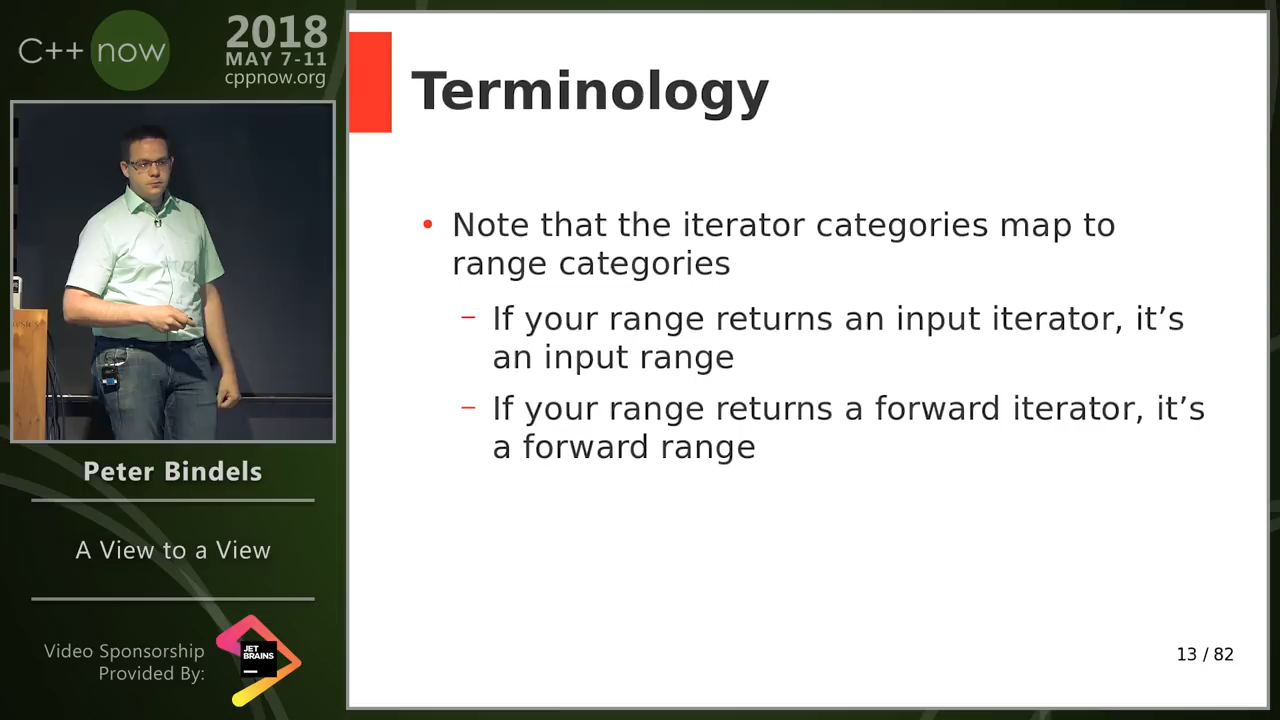 C++ now
2018
MAY 7-11
cppnow.org
Peter Bindels
A View to a View
Video Sponsorship
Provided By:
JET
BRAINS
Terminology
• Note that the iterator categories map to
range categories
– If your range returns an input iterator, it’s
an input range
– If your range returns a forward iterator, it’s
a forward range
13 / 82